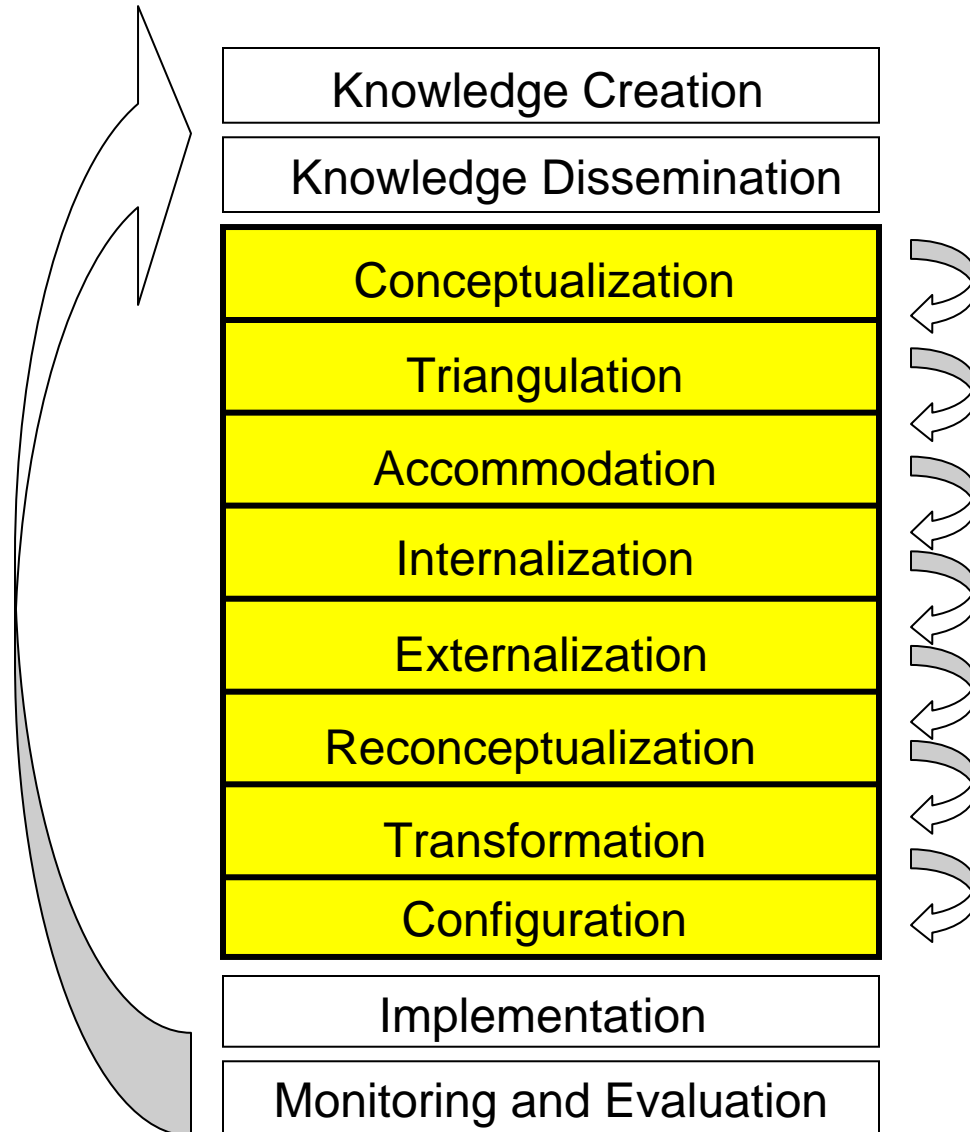 Knowledge Creation
Knowledge Dissemination
Conceptualization
Triangulation
Accommodation
Internalization
Externalization
Reconceptualization
Transformation
Configuration
Implementation
Monitoring and Evaluation